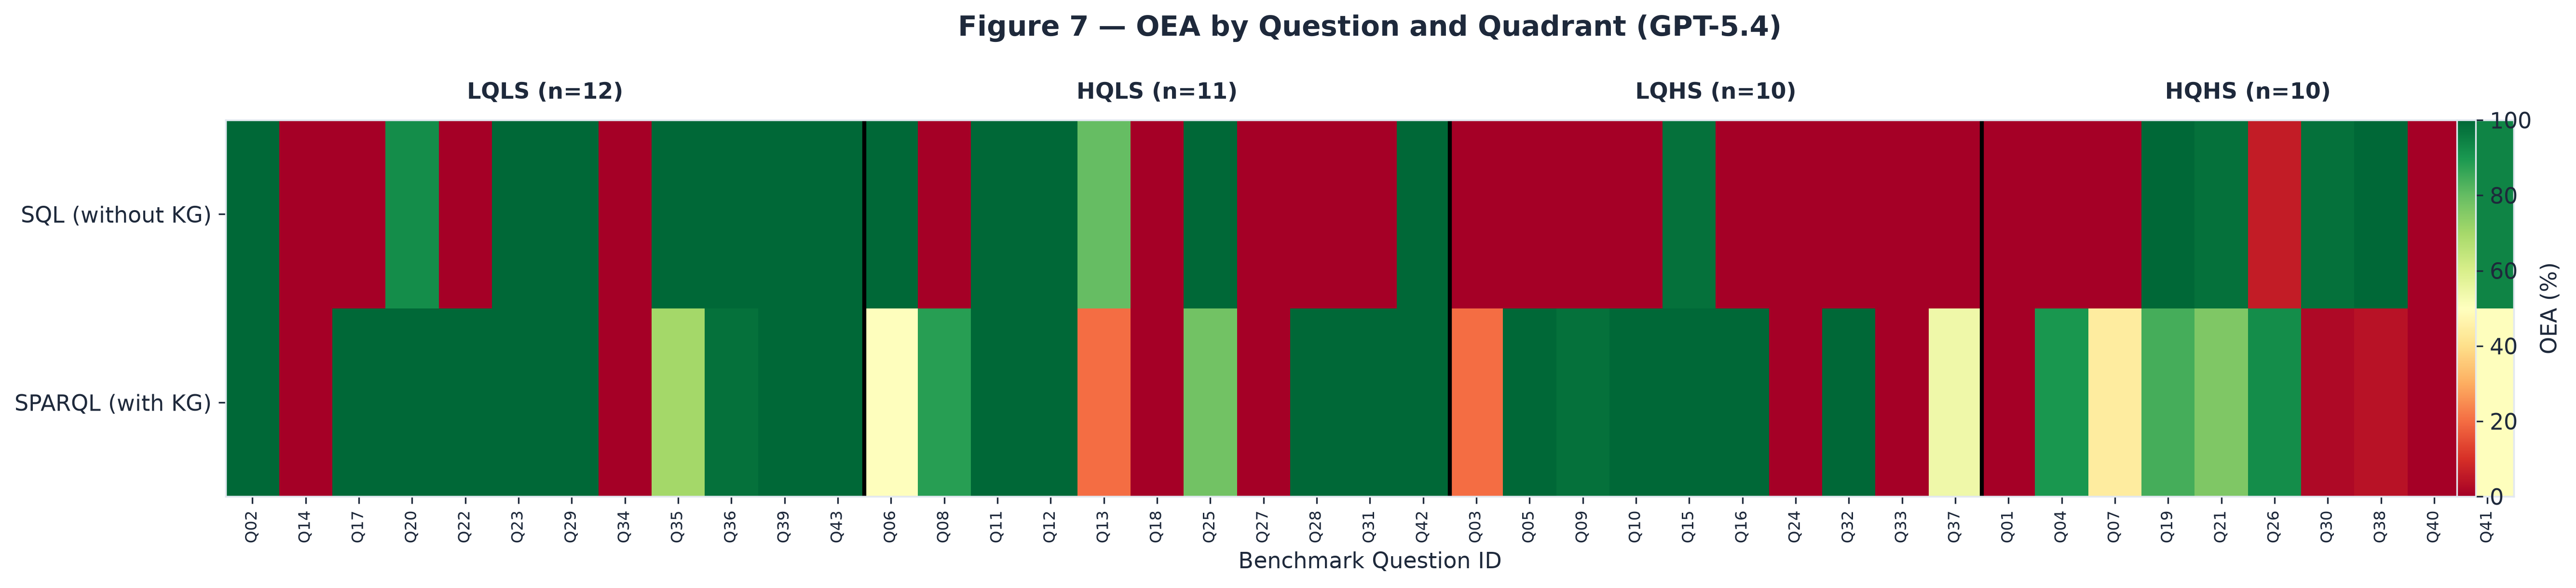 Figure 7 — OEA by Question and Quadrant (GPT-5.4)
LQLS (n=12) HQLS (n=11) LQHS (n=10) HQHS (n=10)
SQL (without KG)
SPARQL (with KG)
100
80
60
40
20
0
OEA (%)
Q02 Q14 Q17 Q20 Q22 Q23 Q29 Q34 Q35 Q36 Q39 Q43 Q06 Q08 Q11 Q12 Q13 Q18 Q25 Q27 Q28 Q31 Q42 Q03 Q05 Q09 Q10 Q15 Q16 Q24 Q32 Q33 Q37 Q01 Q04 Q07 Q19 Q21 Q26 Q30 Q38 Q40 Q41
Benchmark Question ID